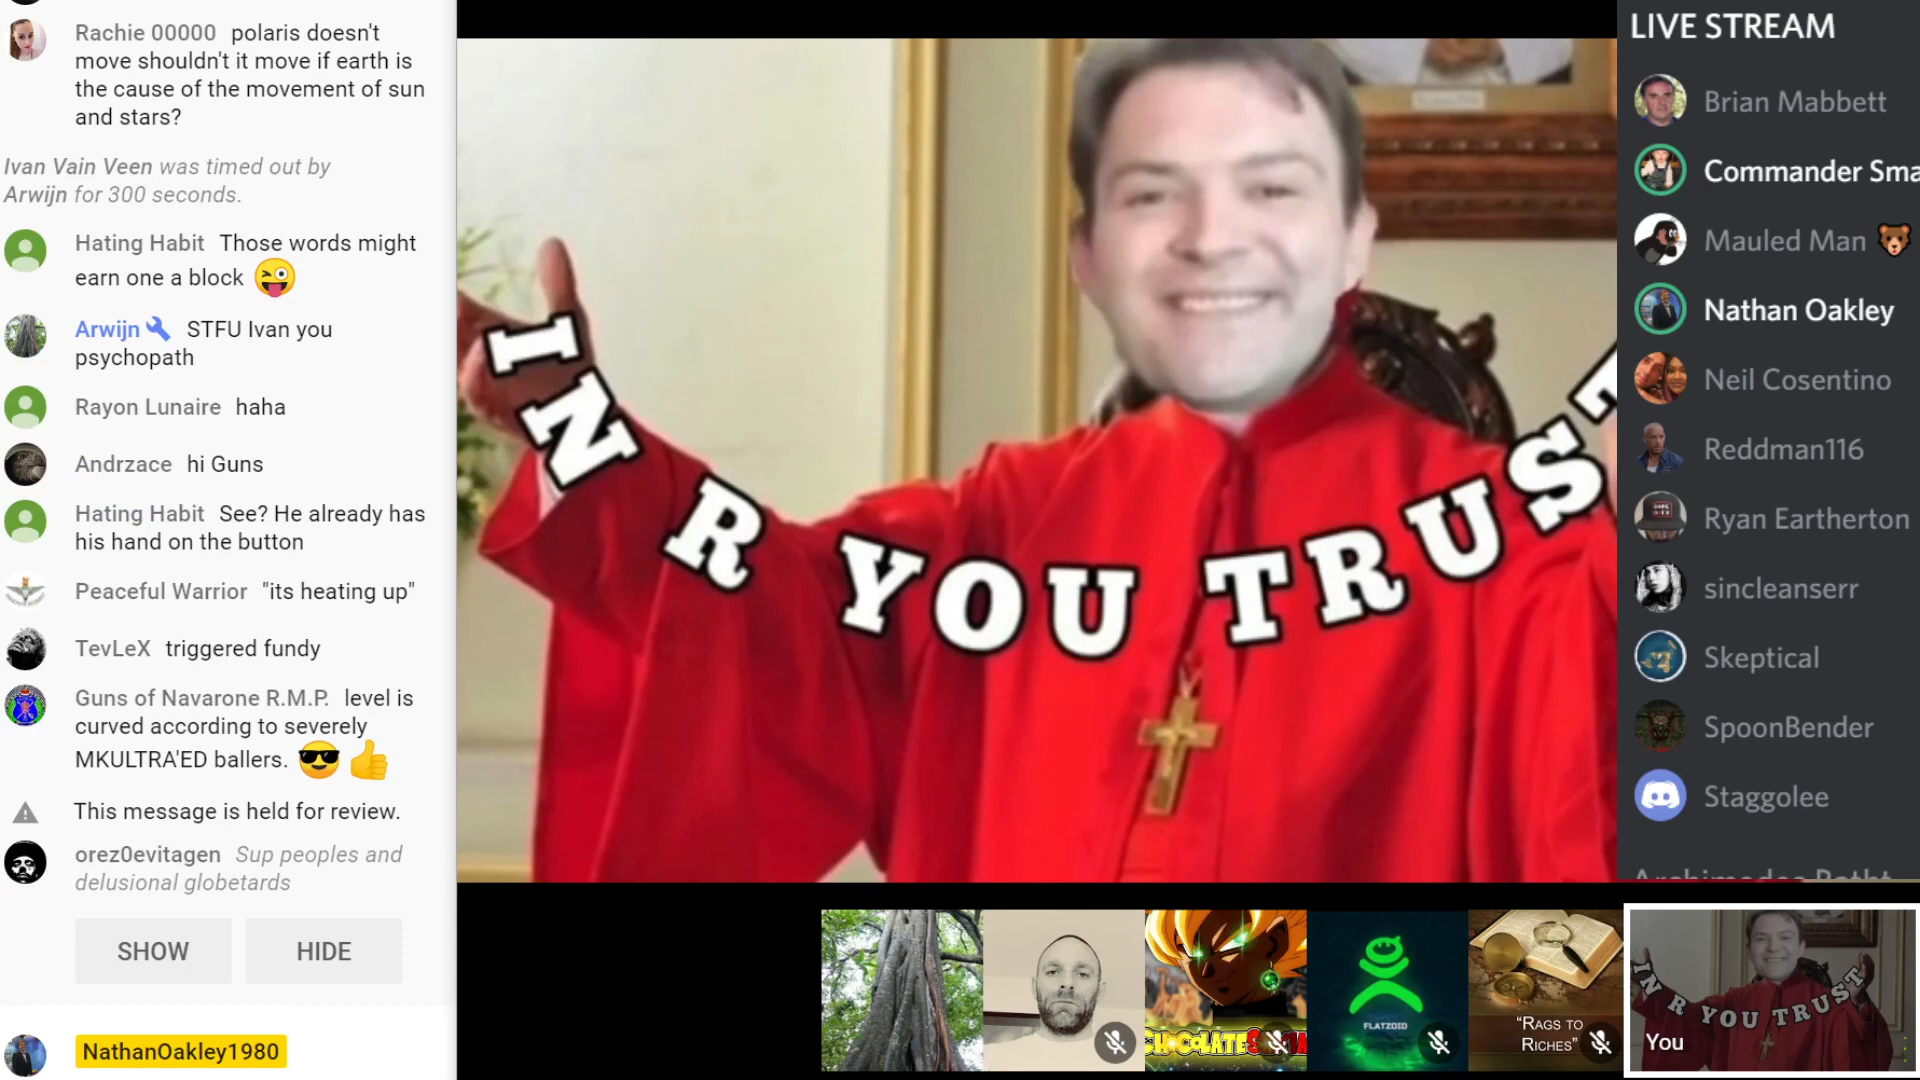 Rachie 00000 polaris doesn't
move shouldn't it move if earth is
the cause of the movement of sun
and stars?
Ivan Vain Veen was timed out by
Arwijn for 300 seconds.
Hating Habit Those words might
earn one a block
Arwijn STFU Ivan you
psychopath
Rayon Lunaire haha
Andrzace hi Guns
Hating Habit See? He already has
his hand on the button
Peaceful Warrior "its heating up"
TevLeX triggered fundy
Guns of Navarone R.M.P. level is
curved according to severely
MKULTRA'ED ballers.
This message is held for review.
orez0evitagen Sup peoples and
delusional globetards
SHOW HIDE
NathanOakley1980
IN R YOU TRUST
LIVE STREAM
Brian Mabbett
Commander Sma
Mauled Man
Nathan Oakley
Neil Cosentino
Reddman116
Ryan Eartherton
sincleanserr
Skeptical
SpoonBender
Staggolee
FLATZOID
"RAGS TO
RICHES"
You
IN R YOU TRUST